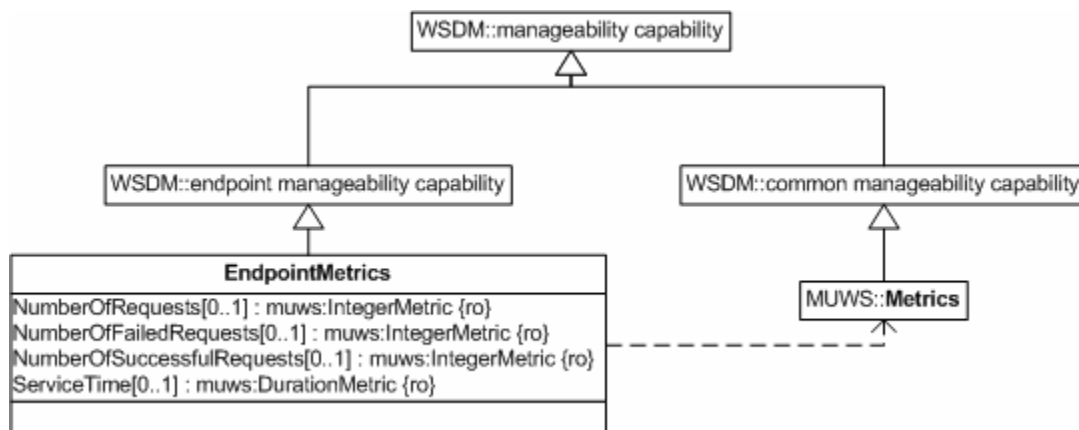 WSDM::manageability capability
WSDM::endpoint manageability capability
WSDM::common manageability capability
EndpointMetrics
NumberOfRequests[0..1] : muws:IntegerMetric {ro}
NumberOfFailedRequests[0..1] : muws:IntegerMetric {ro}
NumberOfSuccessfulRequests[0..1] : muws:IntegerMetric {ro}
ServiceTime[0..1] : muws:DurationMetric {ro}
MUWS::Metrics